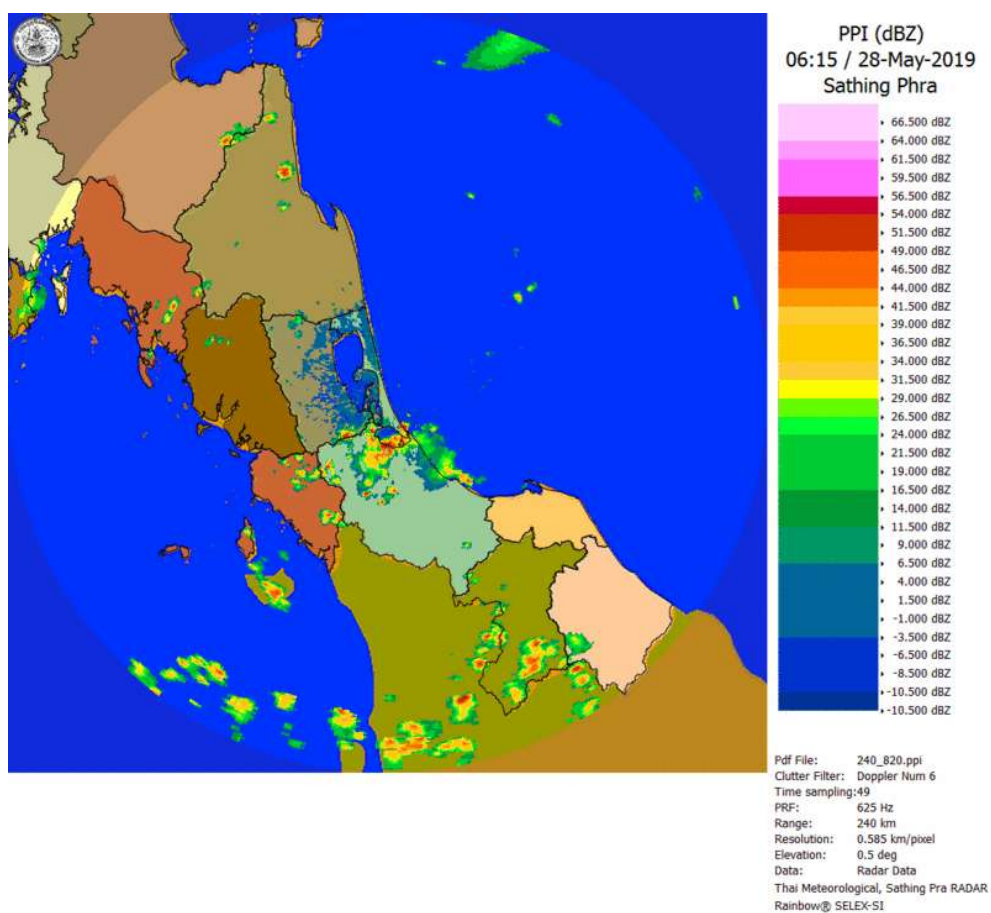 PPI (dBZ)
06:15 / 28-May-2019
Sathing Phra
66.500 dBZ
64.000 dBZ
61.500 dBZ
59.500 dBZ
56.500 dBZ
54.000 dBZ
51.500 dBZ
49.000 dBZ
46.500 dBZ
44.000 dBZ
41.500 dBZ
39.000 dBZ
36.500 dBZ
34.000 dBZ
31.500 dBZ
29.000 dBZ
26.500 dBZ
24.000 dBZ
21.500 dBZ
19.000 dBZ
16.500 dBZ
14.000 dBZ
11.500 dBZ
9.000 dBZ
6.500 dBZ
4.000 dBZ
1.500 dBZ
-1.000 dBZ
-3.500 dBZ
-6.500 dBZ
-8.500 dBZ
-10.500 dBZ
-10.500 dBZ
Pdf File: 240_820.ppi
Clutter Filter: Doppler Num 6
Time sampling:49
PRF: 625 Hz
Range: 240 km
Resolution: 0.585 km/pixel
Elevation: 0.5 deg
Data: Radar Data
Thai Meteorological, Sathing Pra RADAR
Rainbow® SELEX-SI